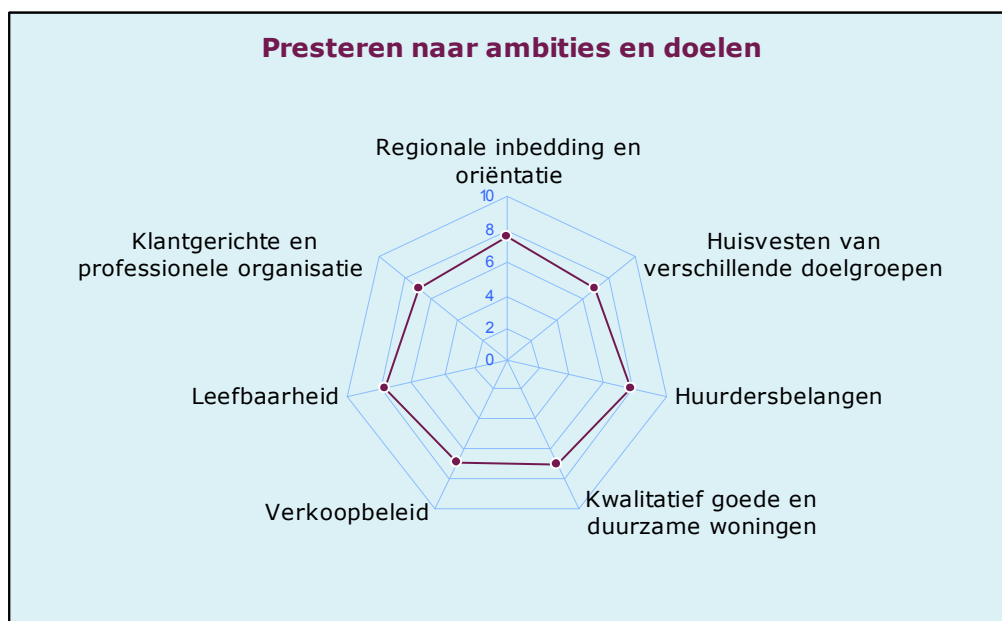 Presteren naar ambities en doelen
Regionale inbedding en
oriëntatie
Huisvesten van
verschillende doelgroepen
Huurdersbelangen
Kwalitatief goede en
duurzame woningen
Verkoopbeleid
Leefbaarheid
Klantgerichte en
professionele organisatie
10
8
6
4
2
0